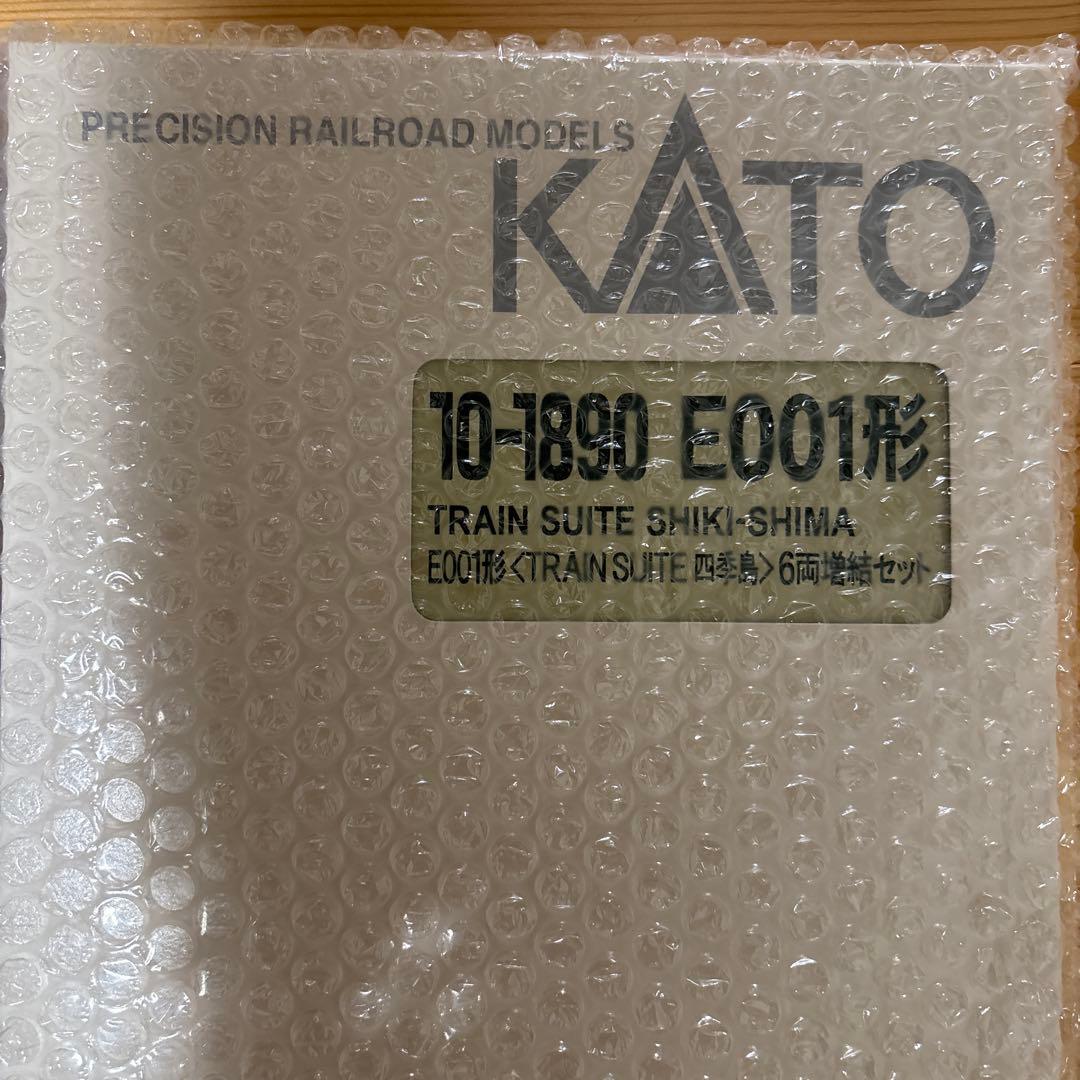 PRECISION RAILROAD MODELS
KATO
10-1890 E001形
TRAIN SUITE SHIKI-SHIMA
E001形〈TRAIN SUITE 四季島〉6両増結セット